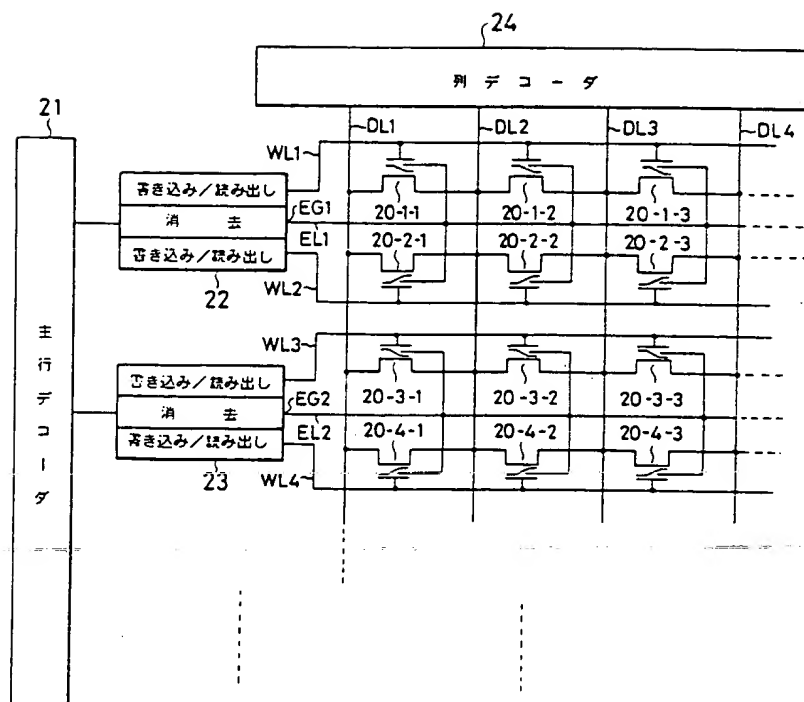 24
列デコーダ
21
DL1 DL2 DL3 DL4
WL1
書き込み/読み出し
消去
書き込み/読み出し
EG1
EL1
20-1-1 20-1-2 20-1-3
20-2-1 20-2-2 20-2-3
22
WL2
主行デコーダ
WL3
書き込み/読み出し
消去
書き込み/読み出し
EG2
EL2
20-3-1 20-3-2 20-3-3
20-4-1 20-4-2 20-4-3
23
WL4